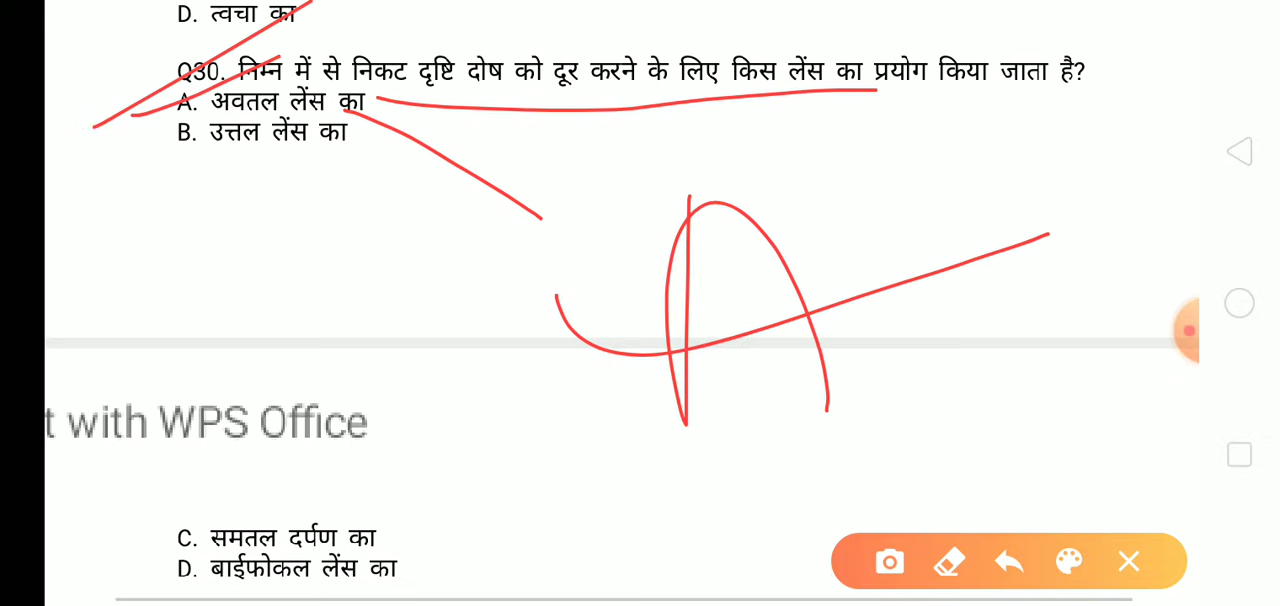 D. त्वचा का
Q30. निम्न में से निकट दृष्टि दोष को दूर करने के लिए किस लेंस का प्रयोग किया जाता है?
A. अवतल लेंस का
B. उत्तल लेंस का
A
t with WPS Office
C. समतल दर्पण का
D. बाईफोकल लेंस का